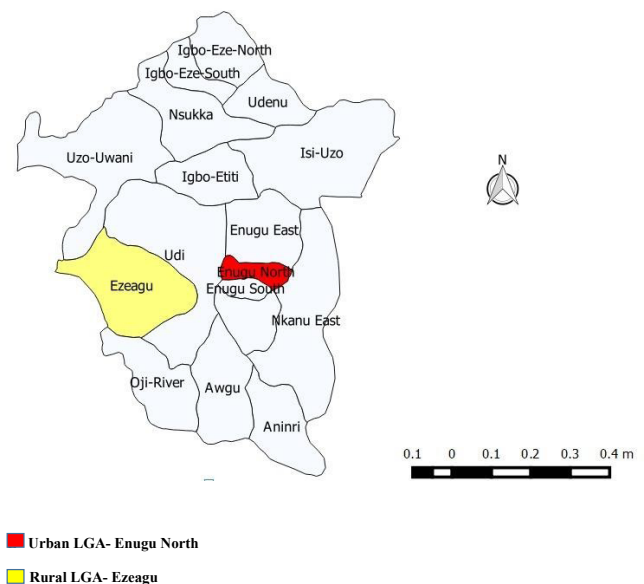 Igbo-Eze-North
Igbo-Eze-South
Udenu
Nsukka
Uzo-Uwani
Isi-Uzo
Igbo-Etiti
N
Enugu East
Udi
Enugu North
Ezeagu
Enugu South
Nkanu East
Oji-River
Awgu
Aninri
0.1 0 0.1 0.2 0.3 0.4 m
Urban LGA- Enugu North
Rural LGA- Ezeagu